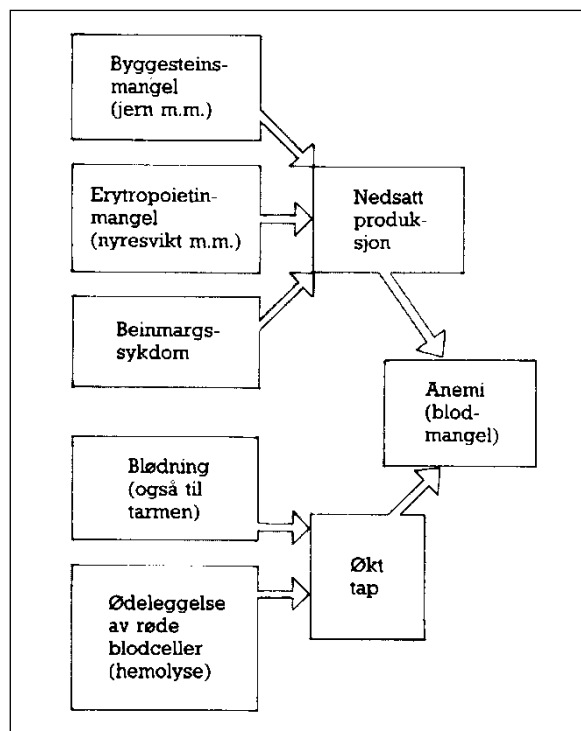 Byggesteins-
mangel
(jern m.m.)
Erytropoietin-
mangel
(nyresvikt m.m.)
Nedsatt
produk-
sjon
Beinmargs-
sykdom
Anemi
(blod-
mangel)
Blødning
(også til
tarmen)
Økt
tap
Ødeleggelse
av røde
blodceller
(hemolyse)